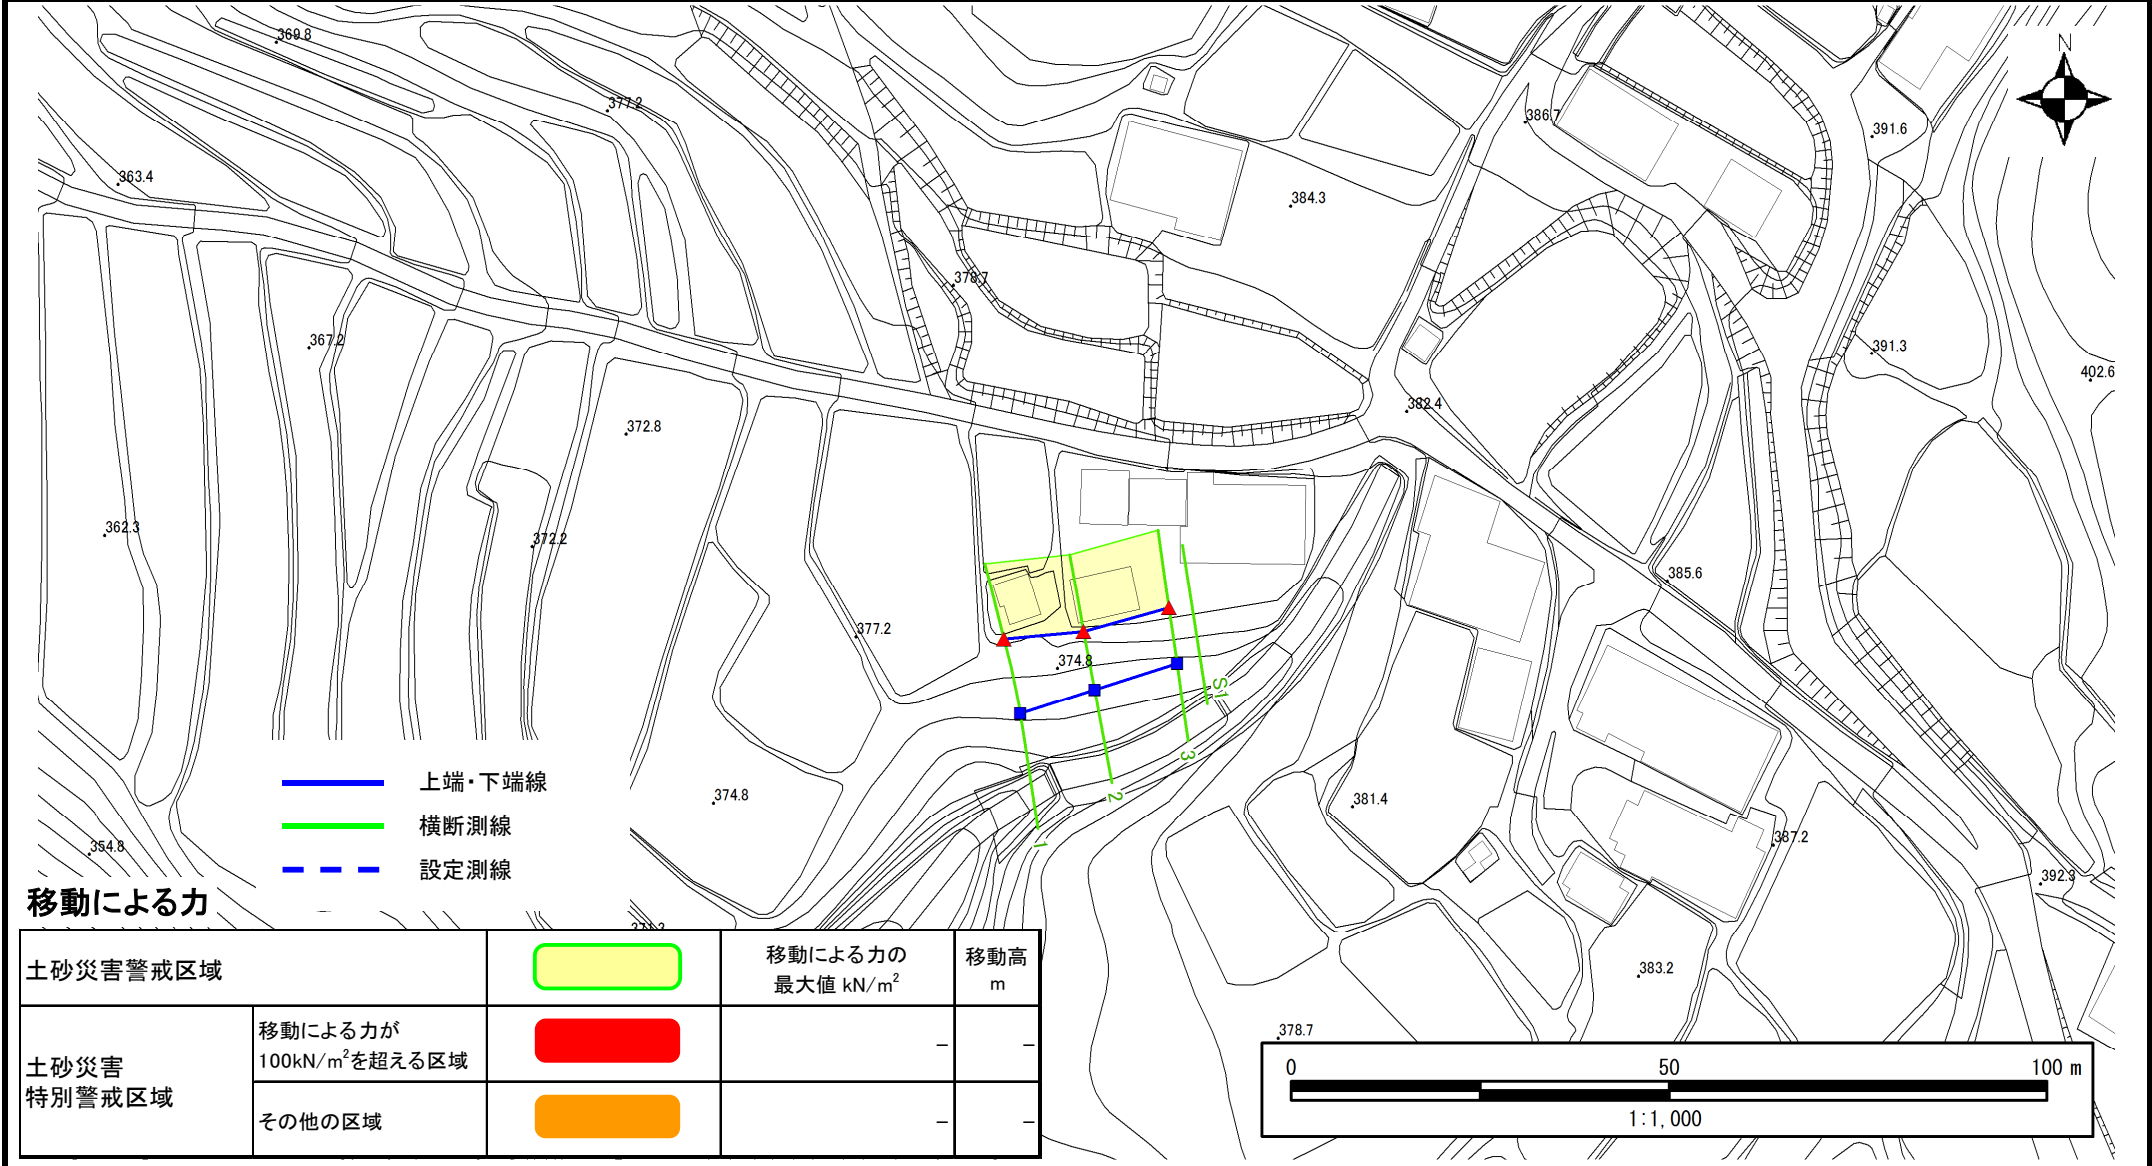 369.8
377.2
363.4
378.7
384.3
386.7
391.6
N
367.2
372.8
382.4
391.3
402.6
362.3
372.2
377.2
374.8
385.6
S1
3
2
1
374.8
381.4
387.2
354.8
392.3
383.2
378.7
371.3
上端・下端線
横断測線
設定測線
移動による力
土砂災害警戒区域
移動による力の
最大値 kN/m²
移動高
m
土砂災害
特別警戒区域
移動による力が
100kN/m²を超える区域
－
－
その他の区域
－
－
0 50 100 m
1:1,000